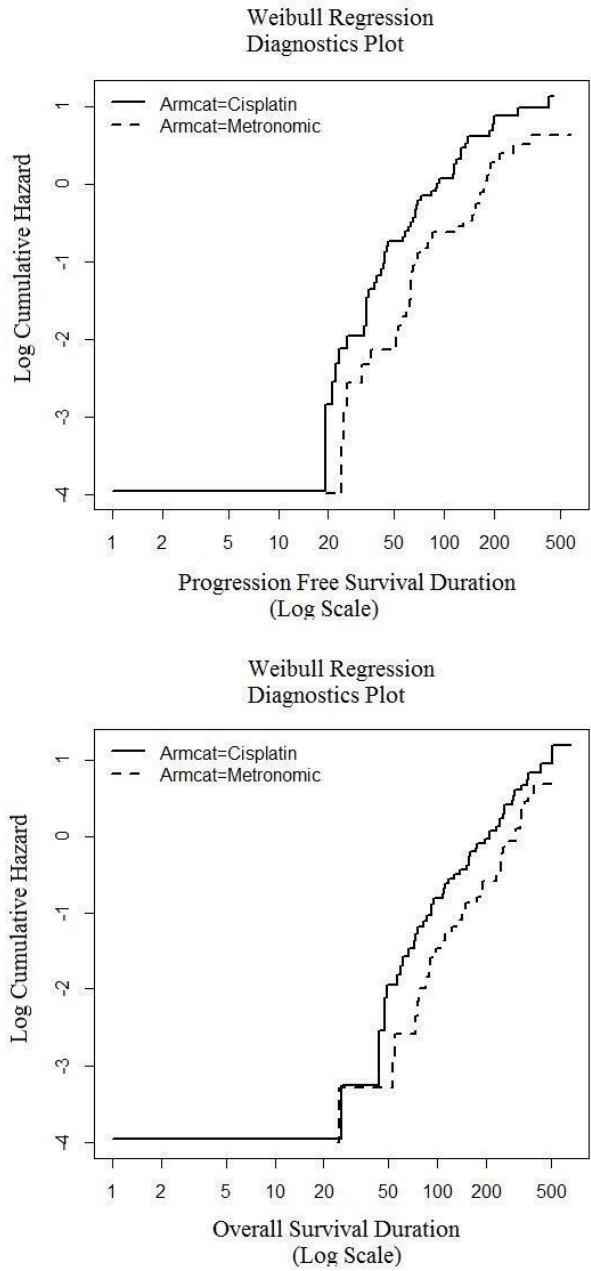 Weibull Regression
Diagnostics Plot
Armcat=Cisplatin
Armcat=Metronomic
Log Cumulative Hazard
1
0
-1
-2
-3
-4
1 2 5 10 20 50 100 200 500
Progression Free Survival Duration
(Log Scale)
Weibull Regression
Diagnostics Plot
Armcat=Cisplatin
Armcat=Metronomic
Log Cumulative Hazard
1
0
-1
-2
-3
-4
1 2 5 10 20 50 100 200 500
Overall Survival Duration
(Log Scale)